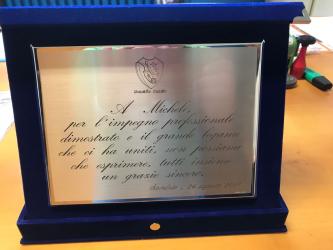 A Micheli,
per l'impegno professionale
dimostrato e il grande legame
che ci ha uniti, non possiamo
che esprimere, tutti insieme
un grazie sincero.